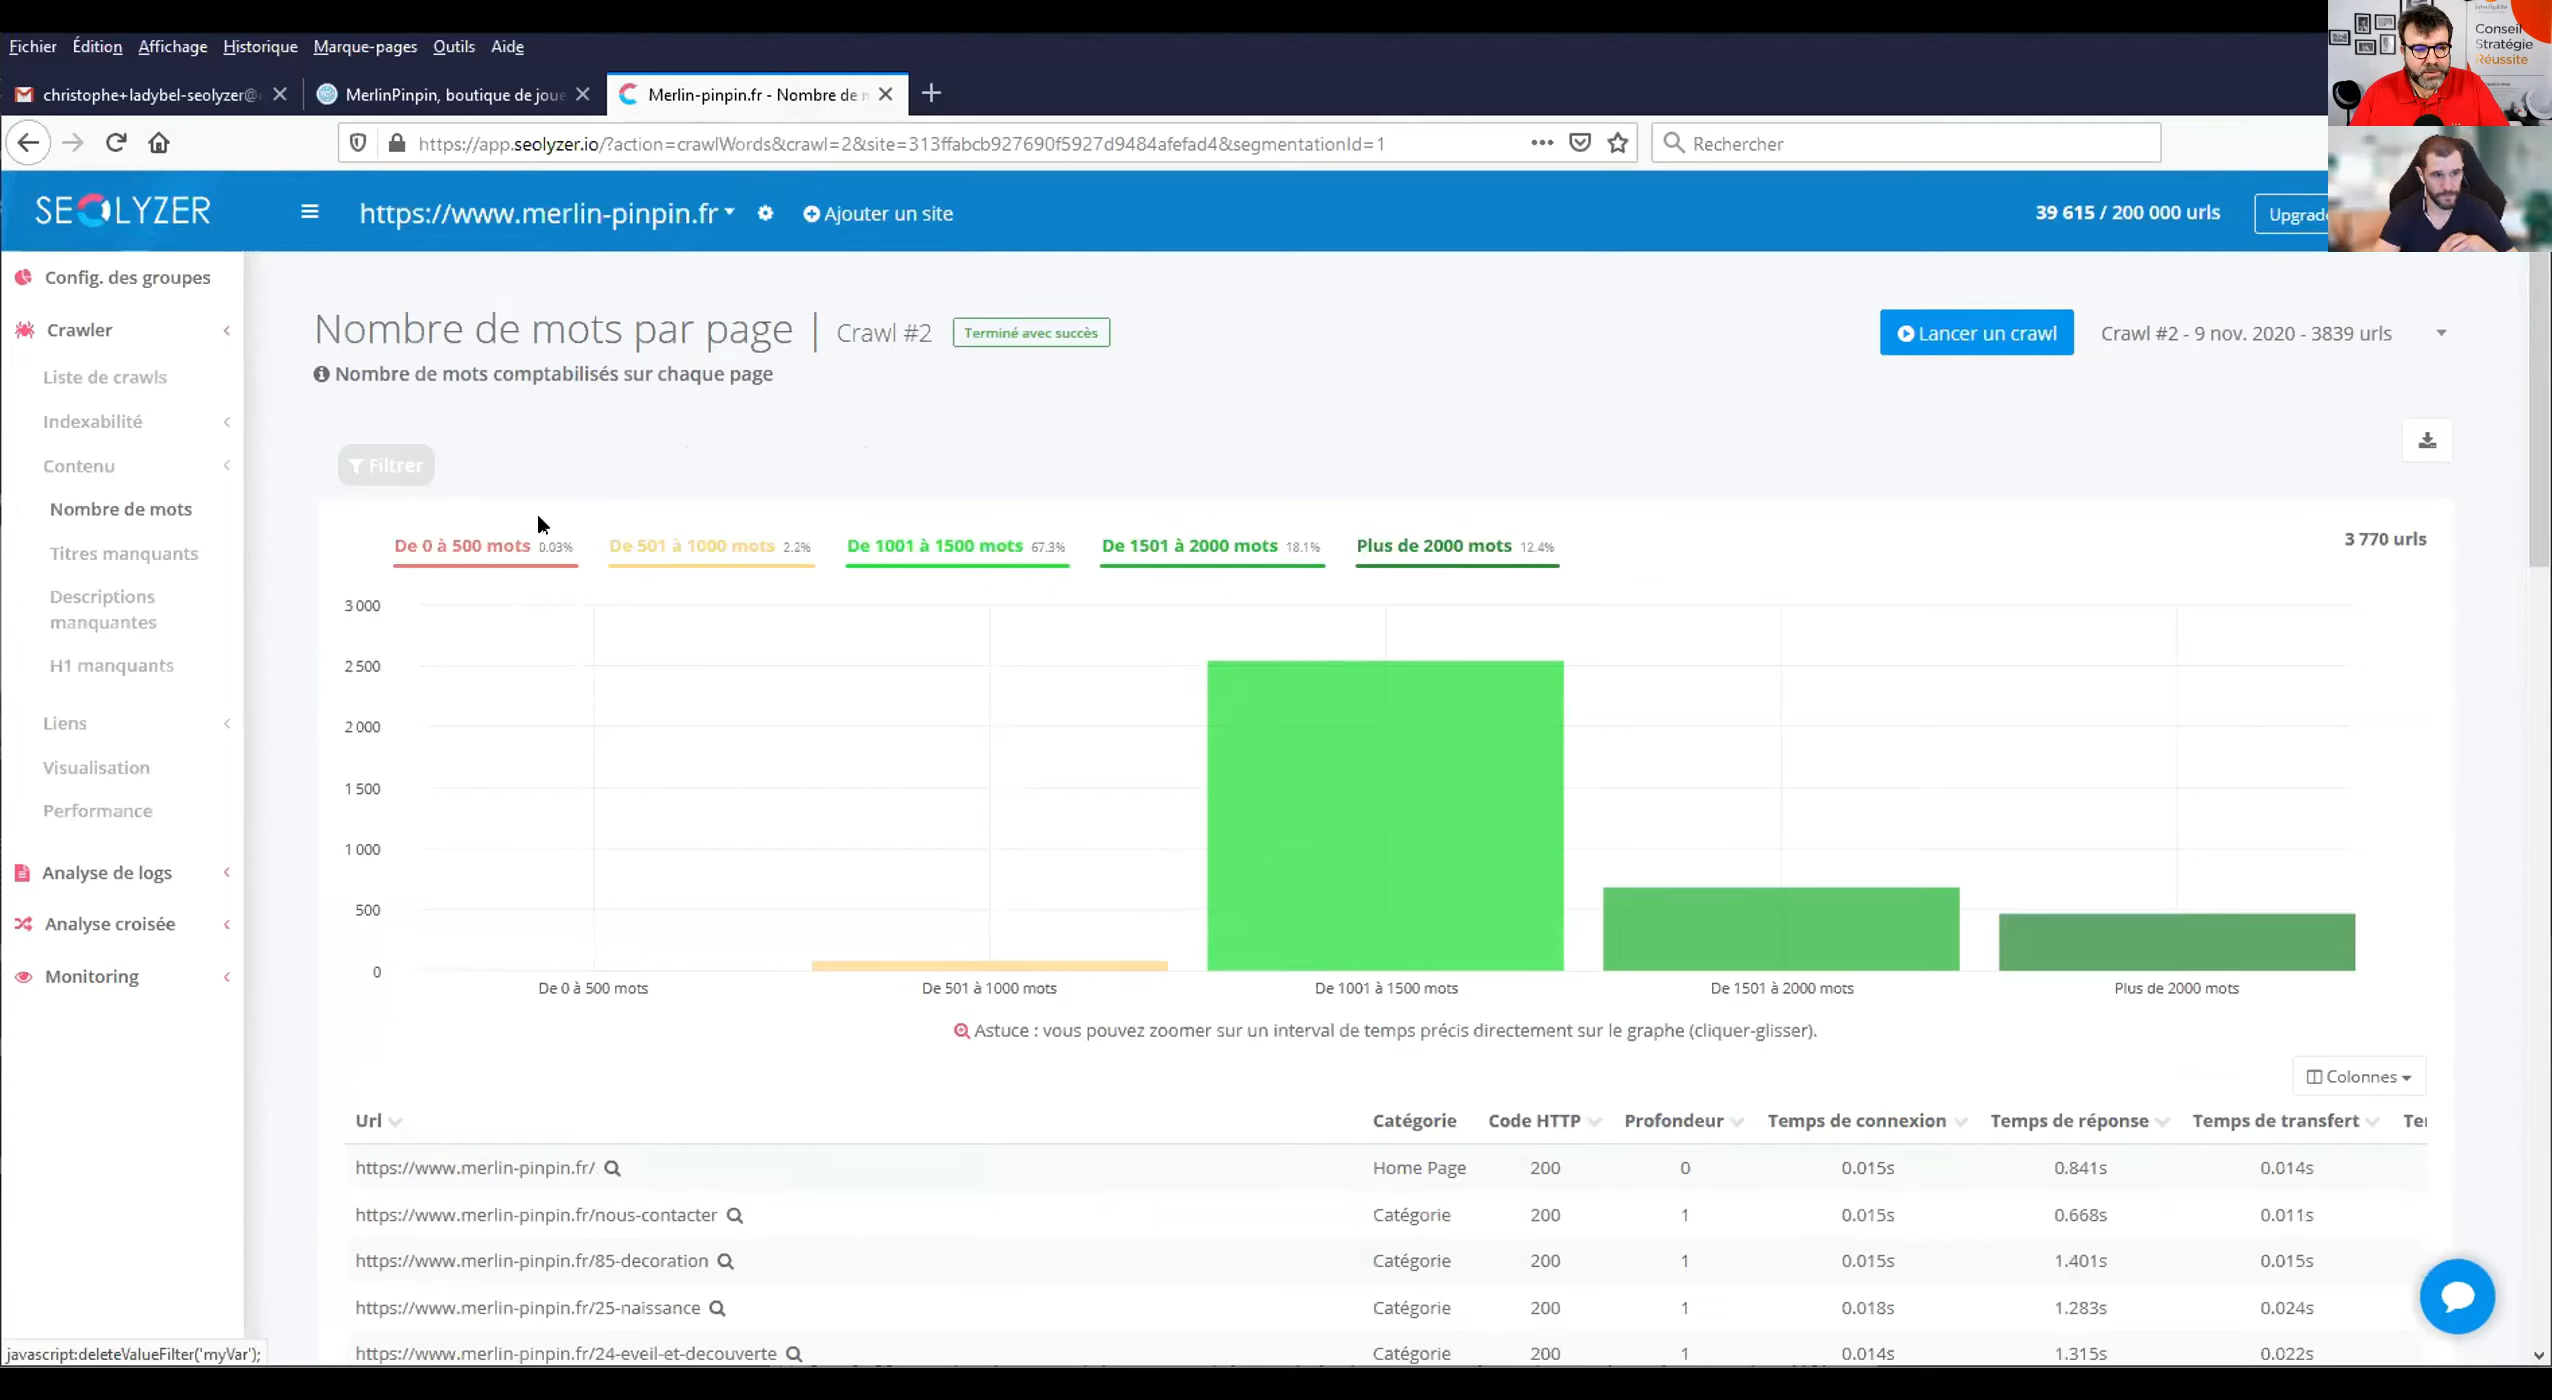 Fichier Édition Affichage Historique Marque-pages Outils Aide
christophe+ladybel-seolyzer@
MerlinPinpin, boutique de joue
Merlin-pinpin.fr - Nombre de
https://app.seolyzer.io/?action=crawlWords&crawl=2&site=313ffabcb927690f5927d9484afefad4&segmentationId=1
Rechercher
Conseil
Stratégie
Réussite
SEOLYZER
https://www.merlin-pinpin.fr
Ajouter un site
39 615 / 200 000 urls
Upgrad
Config. des groupes
Crawler
Liste de crawls
Indexabilité
Contenu
Nombre de mots
Titres manquants
Descriptions
manquantes
H1 manquants
Liens
Visualisation
Performance
Analyse de logs
Analyse croisée
Monitoring
Nombre de mots par page | Crawl #2 Terminé avec succès
Lancer un crawl
Crawl #2 - 9 nov. 2020 - 3839 urls
Nombre de mots comptabilisés sur chaque page
Filtrer
De 0 à 500 mots 0.03% De 501 à 1000 mots 2.2% De 1001 à 1500 mots 67.3% De 1501 à 2000 mots 18.1% Plus de 2000 mots 12.4%
3 770 urls
3 000
2 500
2 000
1 500
1 000
500
0
De 0 à 500 mots De 501 à 1000 mots De 1001 à 1500 mots De 1501 à 2000 mots Plus de 2000 mots
Astuce : vous pouvez zoomer sur un interval de temps précis directement sur le graphe (cliquer-glisser).
Colonnes
Url Catégorie Code HTTP Profondeur Temps de connexion Temps de réponse Temps de transfert Te
https://www.merlin-pinpin.fr/ Home Page 200 0 0.015s 0.841s 0.014s
https://www.merlin-pinpin.fr/nous-contacter Catégorie 200 1 0.015s 0.668s 0.011s
https://www.merlin-pinpin.fr/85-decoration Catégorie 200 1 0.015s 1.401s 0.015s
https://www.merlin-pinpin.fr/25-naissance Catégorie 200 1 0.018s 1.283s 0.024s
https://www.merlin-pinpin.fr/24-eveil-et-decouverte Catégorie 200 1 0.014s 1.315s 0.022s
javascript:deleteValueFilter('myVar');